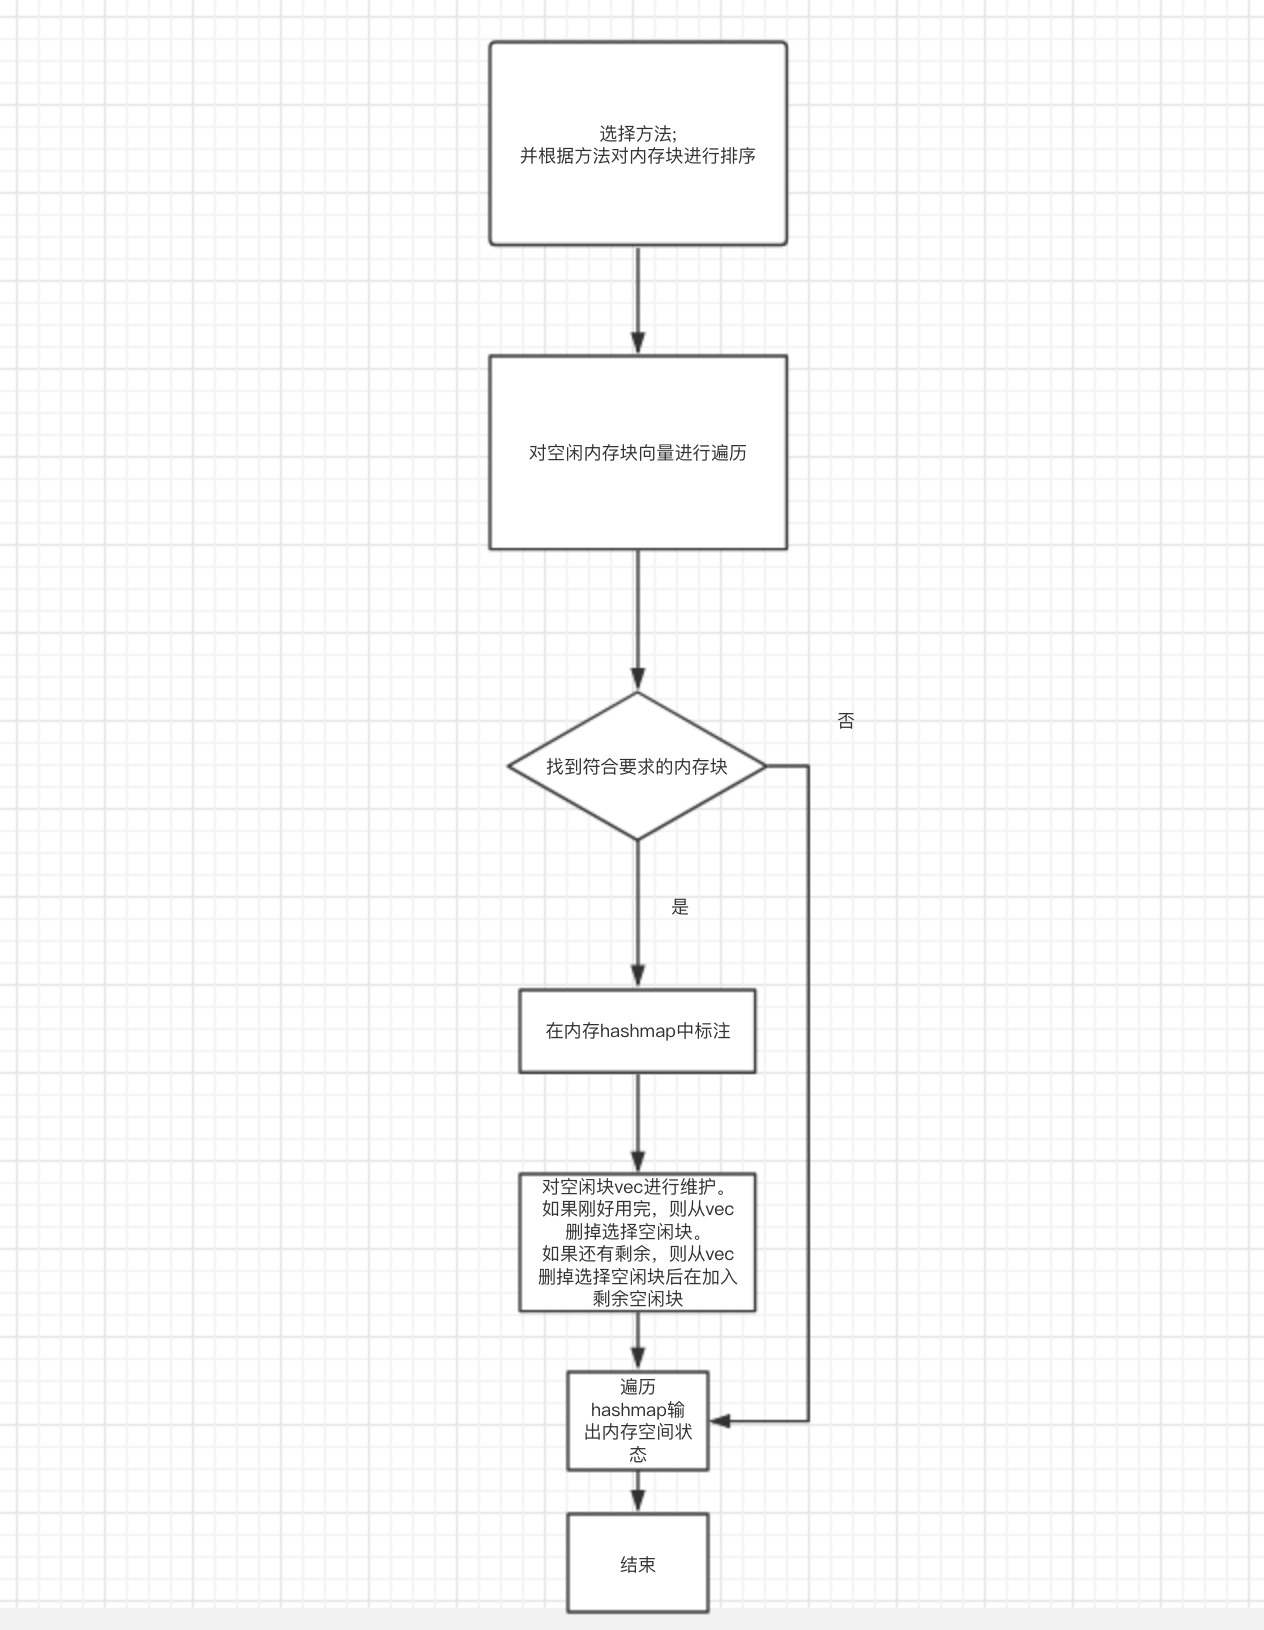 选择方法;
并根据方法对内存块进行排序
对空闲内存块向量进行遍历
否
找到符合要求的内存块
是
在内存hashmap中标注
对空闲块vec进行维护。
如果刚好用完，则从vec
删掉选择空闲块。
如果还有剩余，则从vec
删掉选择空闲块后在加入
剩余空闲块
遍历
hashmap输
出内存空间状
态
结束